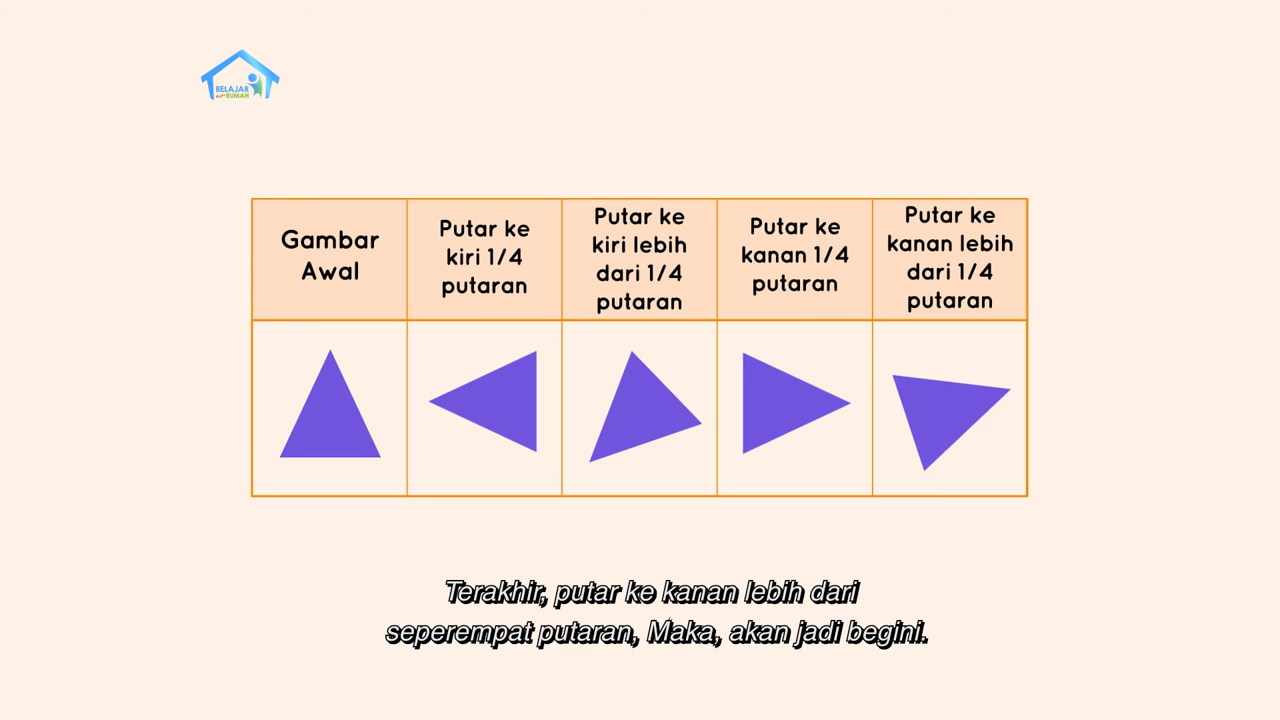 BELAJAR
dari RUMAH
Gambar
Awal
Putar ke
kiri 1/4
putaran
Putar ke
kiri lebih
dari 1/4
putaran
Putar ke
kanan 1/4
putaran
Putar ke
kanan lebih
dari 1/4
putaran
Terakhir, putar ke kanan lebih dari
seperempat putaran, Maka, akan jadi begini.